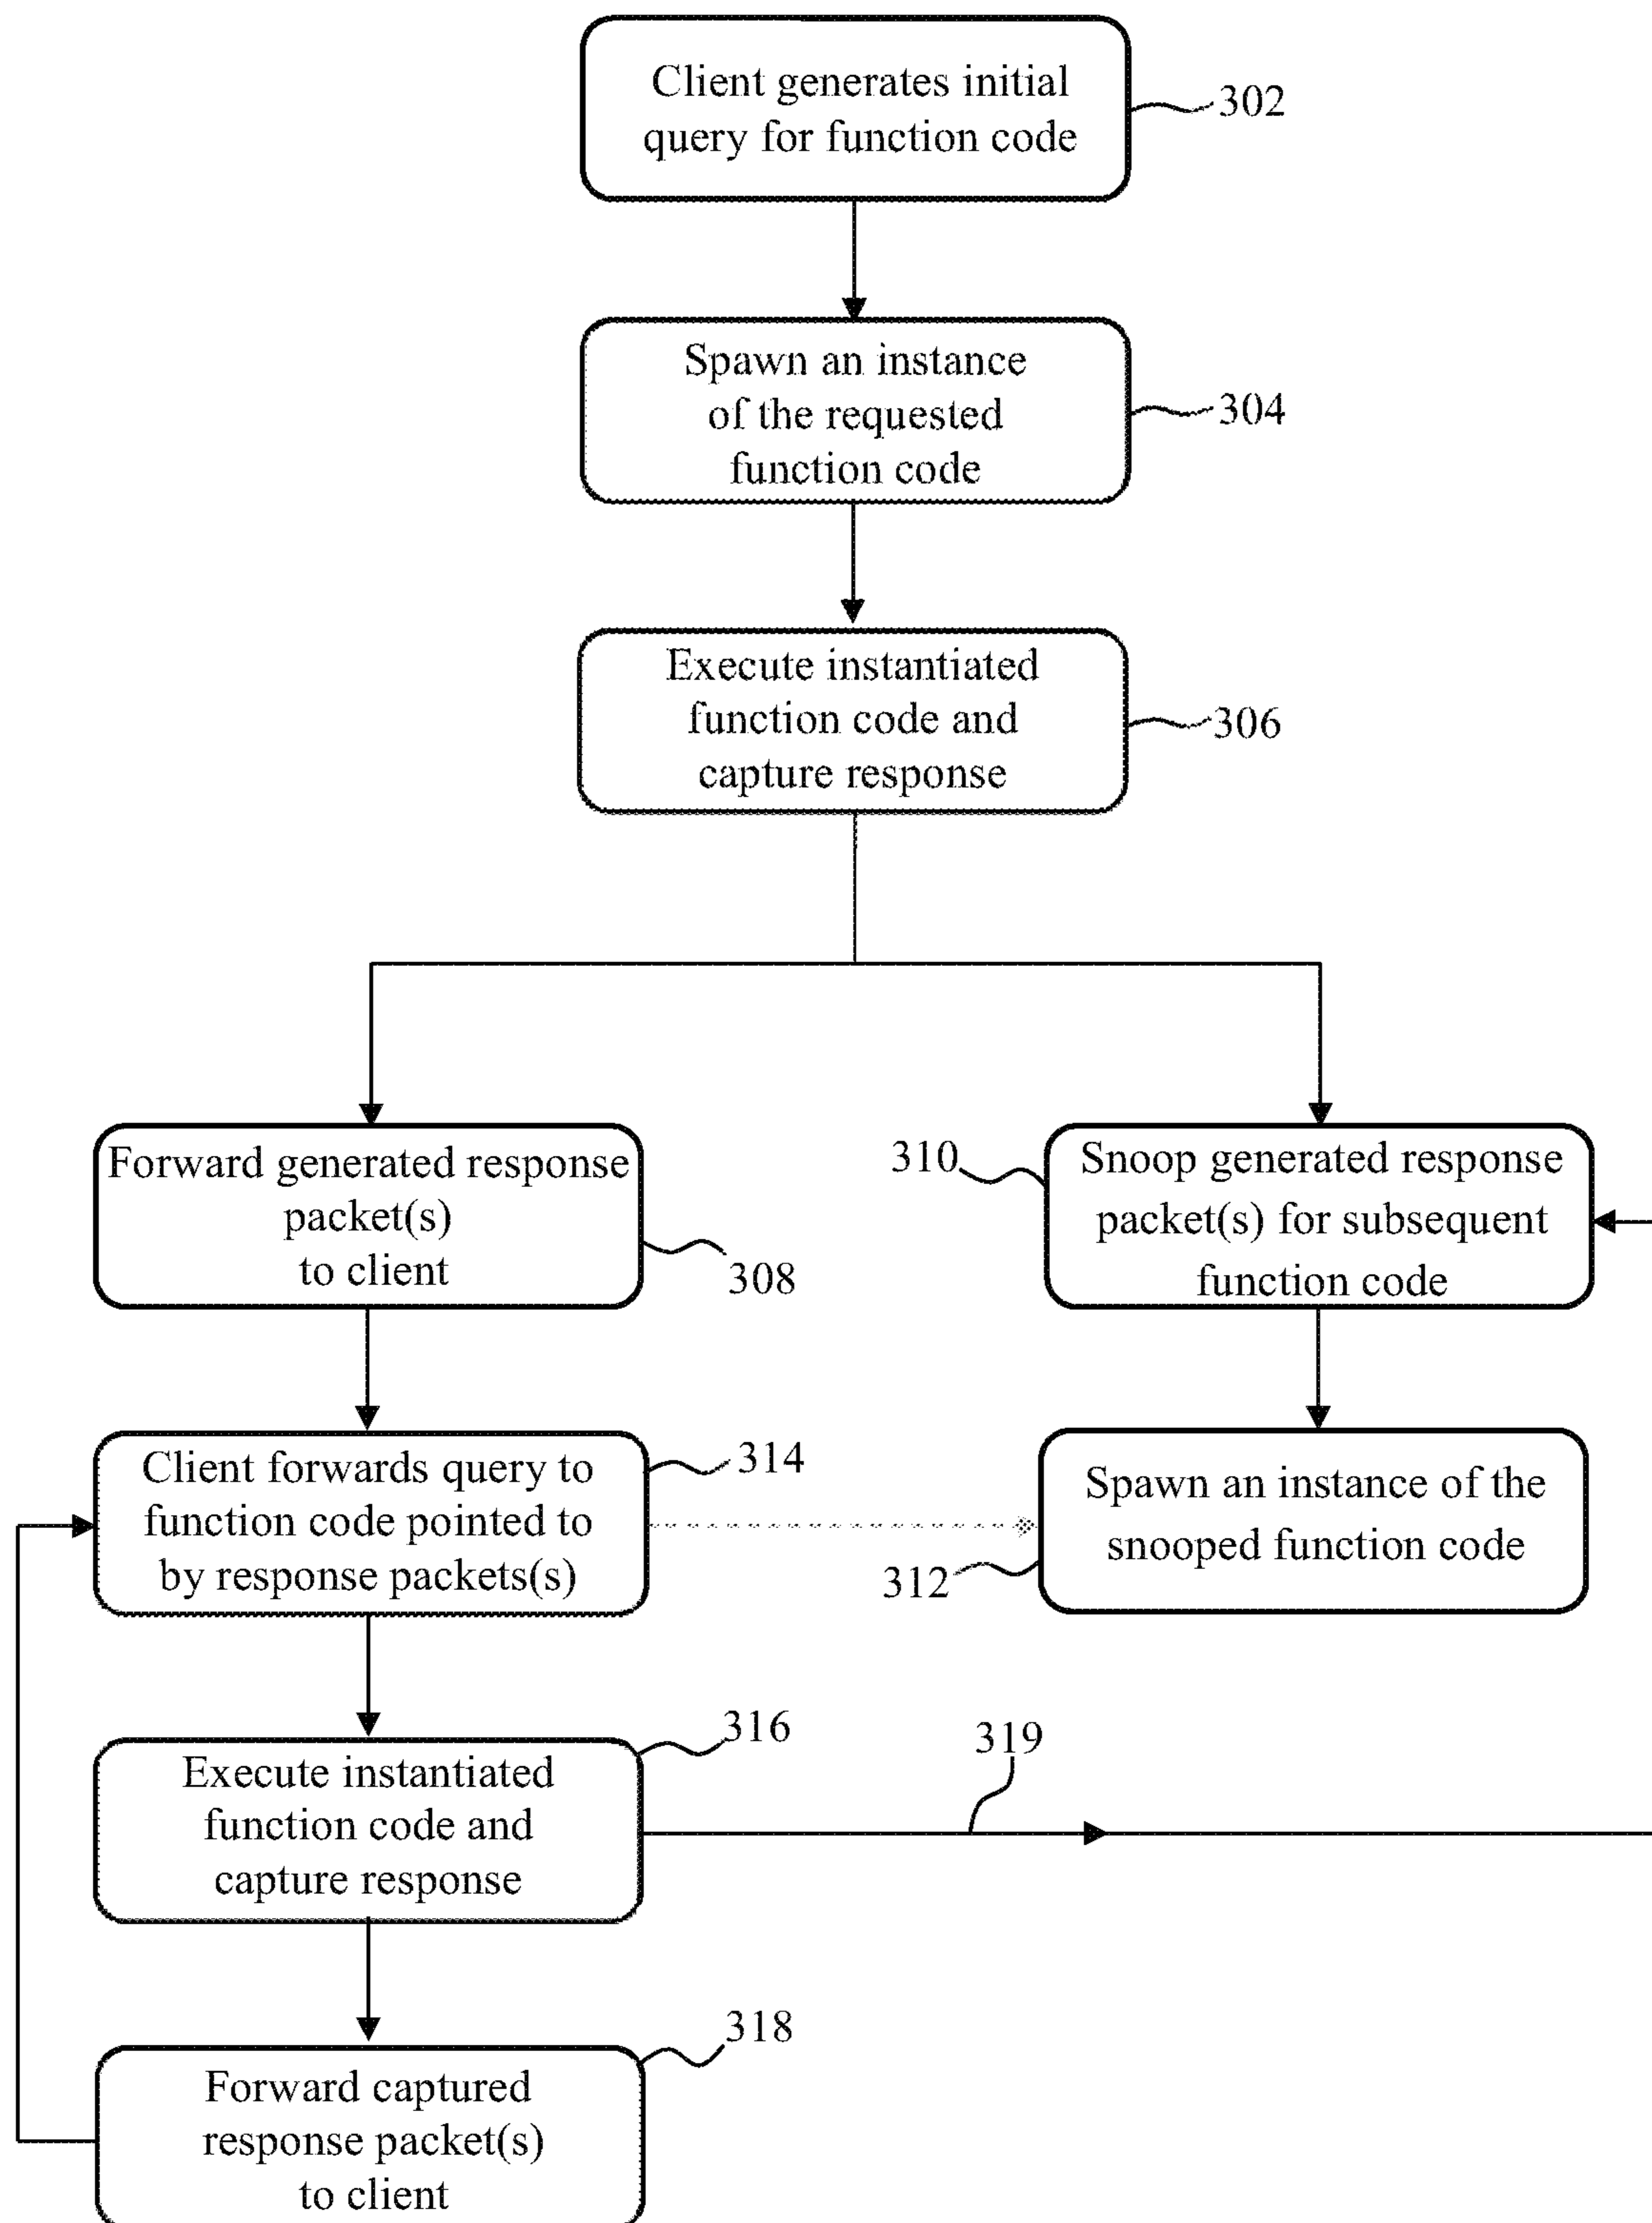 Client generates initial
query for function code
302
Spawn an instance
of the requested
function code
304
Execute instantiated
function code and
capture response
306
Forward generated response
packet(s)
to client
308
310
Snoop generated response
packet(s) for subsequent
function code
Client forwards query to
function code pointed to
by response packets(s)
314
312
Spawn an instance of the
snooped function code
Execute instantiated
function code and
capture response
316
319
Forward captured
response packet(s)
to client
318